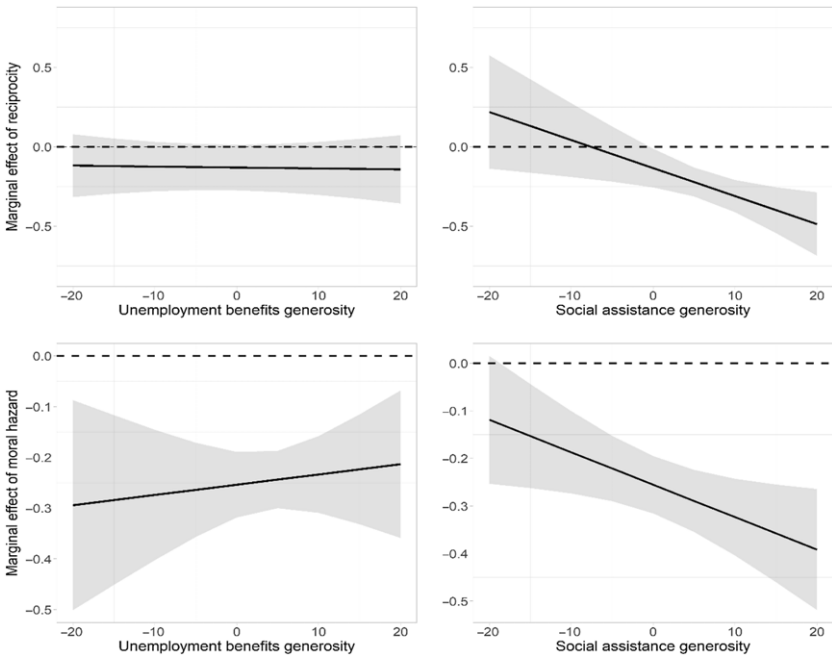 Marginal effect of reciprocity
0.5
0.0
−0.5
−20 −10 0 10 20
Unemployment benefits generosity
0.5
0.0
−0.5
−20 −10 0 10 20
Social assistance generosity
Marginal effect of moral hazard
0.0
−0.1
−0.2
−0.3
−0.4
−0.5
−20 −10 0 10 20
Unemployment benefits generosity
0.0
−0.1
−0.2
−0.3
−0.4
−0.5
−20 −10 0 10 20
Social assistance generosity